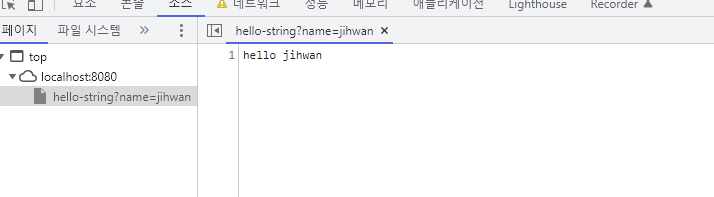 요소 콘솔 소스 네트워크 성능 메모리 애플리케이션 Lighthouse Recorder
페이지 파일 시스템 » hello-string?name=jihwan ×
top
localhost:8080
hello-string?name=jihwan
1 hello jihwan